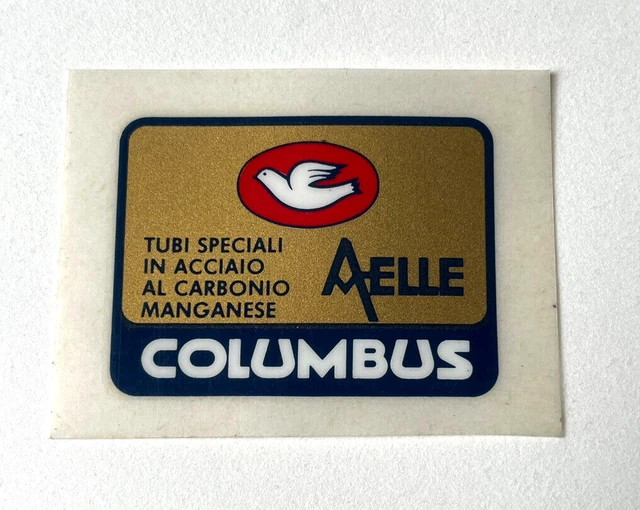 TUBI SPECIALI
IN ACCIAIO
AL CARBONIO
MANGANESE
AELLE
COLUMBUS